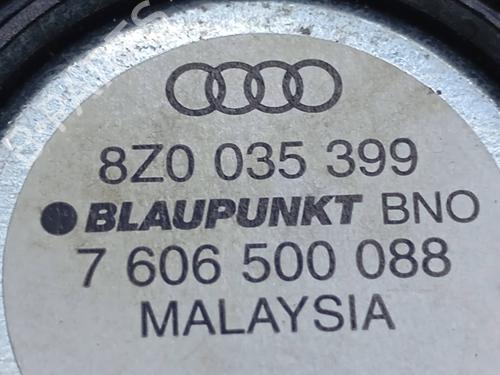 8Z0 035 399
BLAUPUNKT BNO
7 606 500 088
MALAYSIA